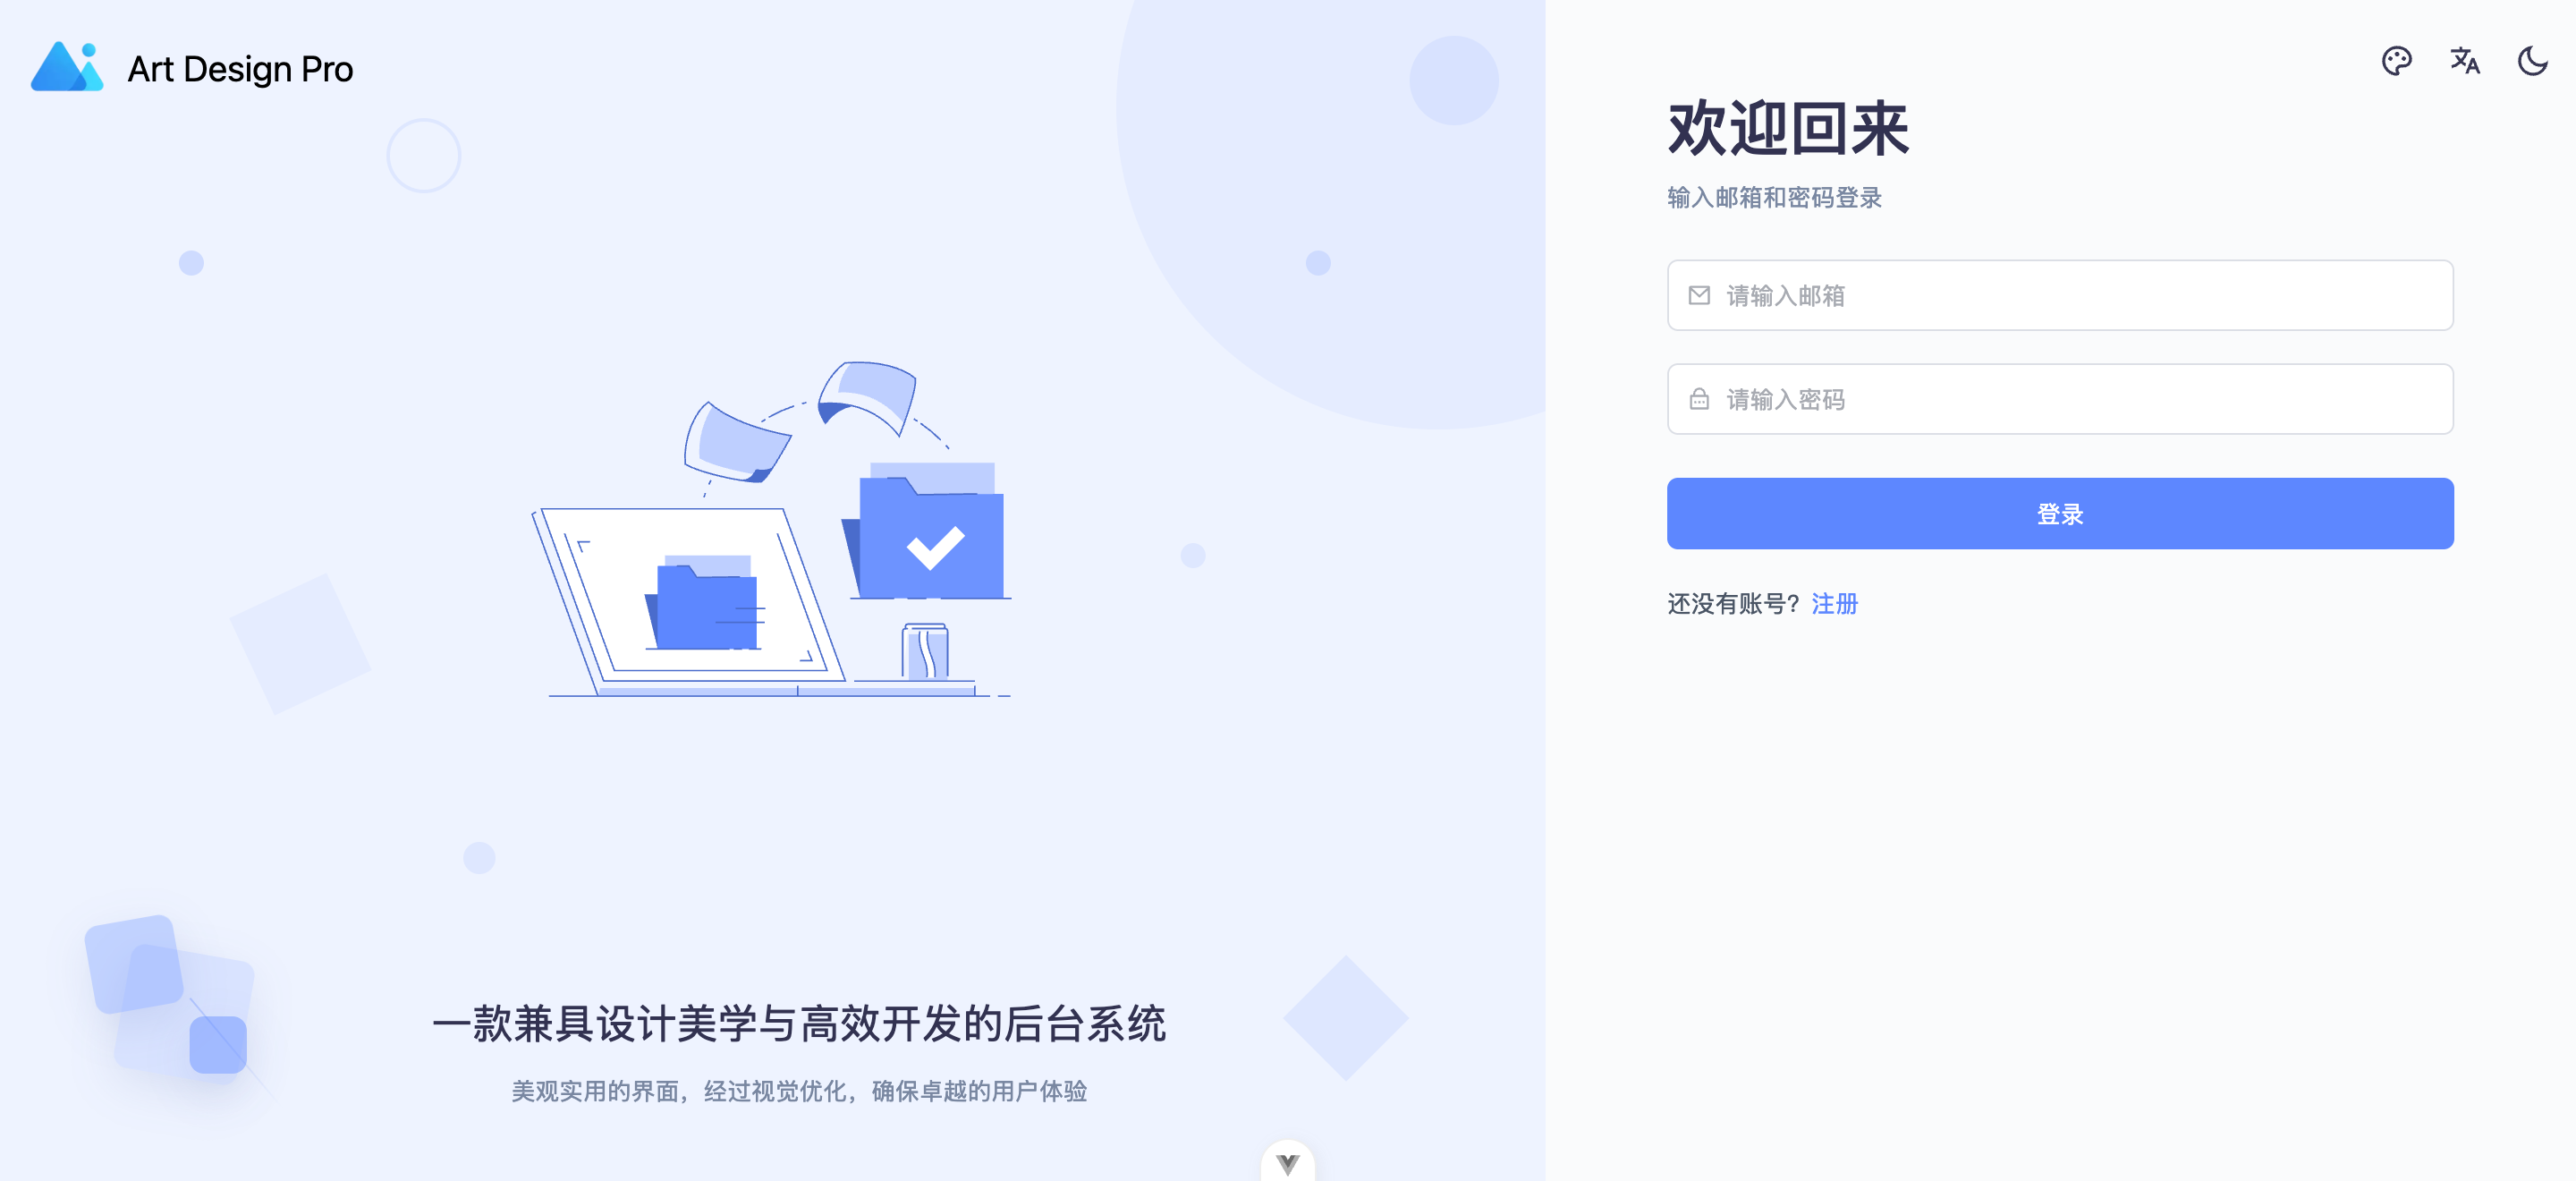 Art Design Pro
欢迎回来
输入邮箱和密码登录
请输入邮箱
请输入密码
登录
还没有账号? 注册
一款兼具设计美学与高效开发的后台系统
美观实用的界面，经过视觉优化，确保卓越的用户体验